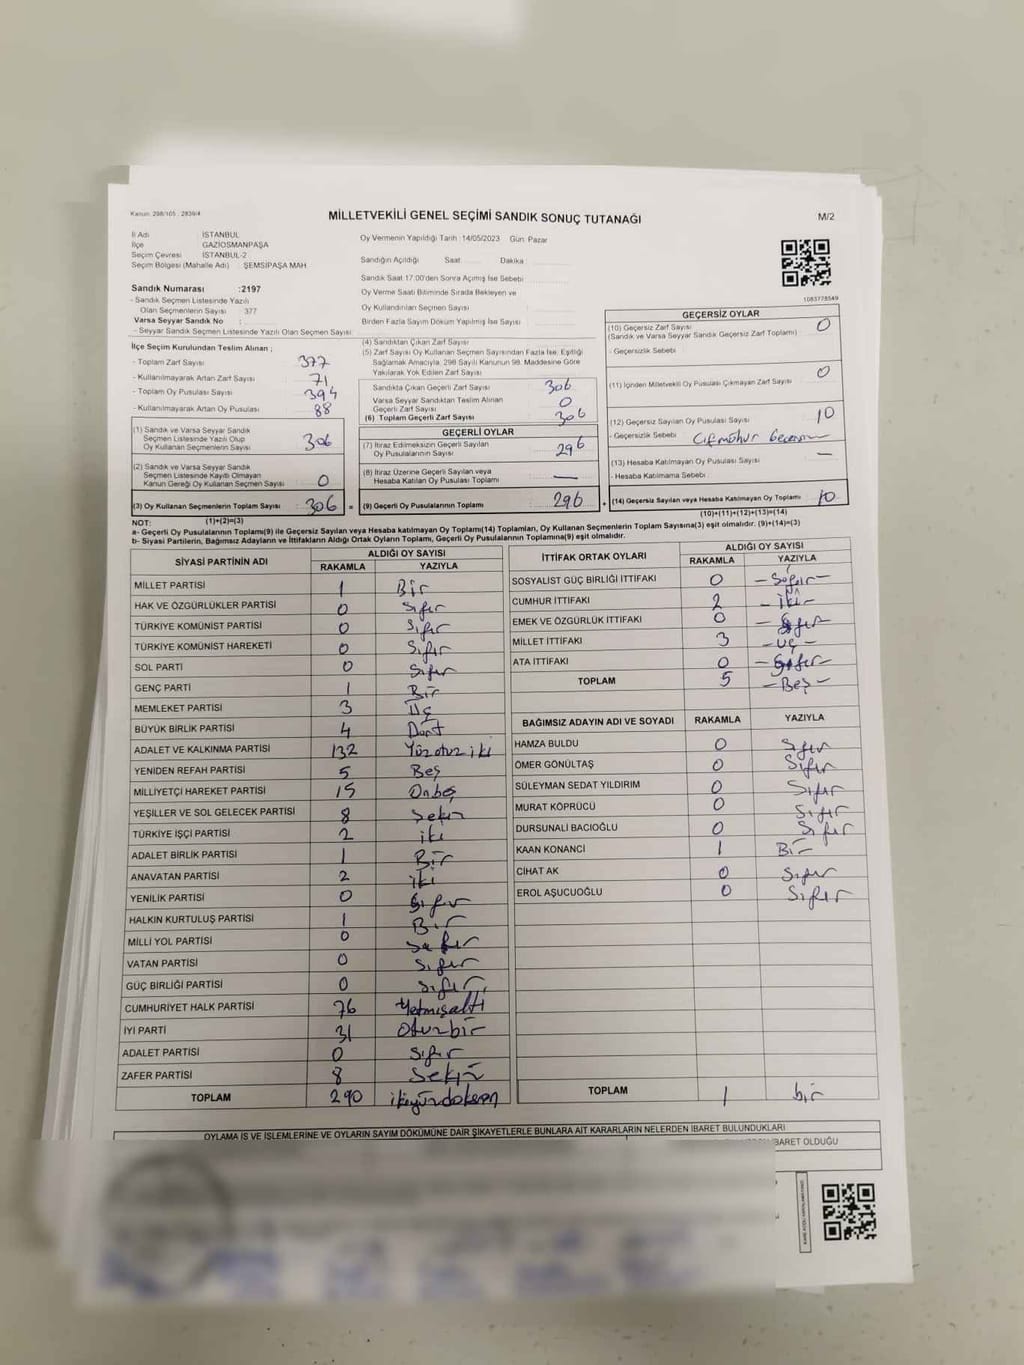 Kanun: 298/105 , 2839/4
MİLLETVEKİLİ GENEL SEÇİMİ SANDIK SONUÇ TUTANAĞI
M/2
İl Adı : İSTANBUL
İlçe : GAZİOSMANPAŞA
Seçim Çevresi : İSTANBUL-2
Seçim Bölgesi (Mahalle Adı) : ŞEMSİPAŞA MAH.
Oy Vermenin Yapıldığı Tarih :14/05/2023 Gün: Pazar
Sandığın Açıldığı Saat Dakika :
Sandık Saat 17.00'den Sonra Açılmış İse Sebebi
Oy Verme Saati Bitiminde Sırada Bekleyen ve
Oy Kullandırılan Seçmen Sayısı
Birden Fazla Sayım Döküm Yapılmış İse Sayısı
Sandık Numarası :2197
- Sandık Seçmen Listesinde Yazılı
Olan Seçmenlerin Sayısı : 377
Varsa Seyyar Sandık No :
- Seyyar Sandık Seçmen Listesinde Yazılı Olan Seçmen Sayısı:
İlçe Seçim Kurulundan Teslim Alınan ;
- Toplam Zarf Sayısı : 377
- Kullanılmayarak Artan Zarf Sayısı : 71
- Toplam Oy Pusulası Sayısı : 394
- Kullanılmayarak Artan Oy Pusulası : 88
(1) Sandık ve Varsa Seyyar Sandık
Seçmen Listesinde Yazılı Olup
Oy Kullanan Seçmenlerin Sayısı 306
(2) Sandık ve Varsa Seyyar Sandık
Seçmen Listesinde Kayıtlı Olmayan
Kanun Gereği Oy Kullanan Seçmen Sayısı 0
(3) Oy Kullanan Seçmenlerin Toplam Sayısı 306 =
(1)+(2)=(3)
(4) Sandıktan Çıkan Zarf Sayısı
(5) Zarf Sayısı Oy Kullanan Seçmen Sayısından Fazla İse, Eşitliği
Sağlamak Amacıyla, 298 Sayılı Kanunun 98. Maddesine Göre
Yakılarak Yok Edilen Zarf Sayısı
Sandıkta Çıkan Geçerli Zarf Sayısı 306
Varsa Seyyar Sandıktan Teslim Alınan
Geçerli Zarf Sayısı 0
(6) Toplam Geçerli Zarf Sayısı 306
GEÇERLİ OYLAR
(7) İtiraz Edilmeksizin Geçerli Sayılan
Oy Pusulalarının Sayısı 296
(8) İtiraz Üzerine Geçerli Sayılan veya
Hesaba Katılan Oy Pusulası Toplamı —
(9) Geçerli Oy Pusulalarının Toplamı 296 +
1083778549
GEÇERSİZ OYLAR
(10) Geçersiz Zarf Sayısı 0
(Sandık ve Varsa Seyyar Sandık Geçersiz Zarf Toplamı)
- Geçersizlik Sebebi
(11) İçinden Milletvekili Oy Pusulası Çıkmayan Zarf Sayısı 0
(12) Geçersiz Sayılan Oy Pusulası Sayısı 10
- Geçersizlik Sebebi
(13) Hesaba Katılmayan Oy Pusulası Sayısı —
- Hesaba Katılmama Sebebi
(14) Geçersiz Sayılan veya Hesaba Katılmayan Oy Toplamı 10
(10)+(11)+(12)+(13)=(14)
NOT:
a- Geçerli Oy Pusulaları(9) ile Geçersiz Sayılan veya Hesaba katılmayan Oy Toplamı(14) Toplamları, Oy Kullanan Seçmenlerin Toplam Sayısına(3) eşit olmalıdır. (9)+(14)=(3)
b- Siyasi Partilerin, Bağımsız Adayların ve İttifakların Aldığı Ortak Oyların Toplamı, Geçerli Oy Pusulalarının Toplamına(9) eşit olmalıdır.
SİYASİ PARTİNİN ADI ALDIĞI OY SAYISI
RAKAMLA YAZIYLA
MİLLET PARTİSİ 1 Bir
HAK VE ÖZGÜRLÜKLER PARTİSİ 0 Sıfır
TÜRKİYE KOMÜNİST PARTİSİ 0 Sıfır
TÜRKİYE KOMÜNİST HAREKETİ 0 Sıfır
SOL PARTİ 0 Sıfır
GENÇ PARTİ 1 Bir
MEMLEKET PARTİSİ 3 Üç
BÜYÜK BİRLİK PARTİSİ 4 Dört
ADALET VE KALKINMA PARTİSİ 132 Yüzotuz iki
YENİDEN REFAH PARTİSİ 5 Beş
MİLLİYETÇİ HAREKET PARTİSİ 15 Onbeş
YEŞİLLER VE SOL GELECEK PARTİSİ 8 Sekiz
TÜRKİYE İŞÇİ PARTİSİ 2 iki
ADALET BİRLİK PARTİSİ 1 Bir
ANAVATAN PARTİSİ 2 iki
YENİLİK PARTİSİ 0 Sıfır
HALKIN KURTULUŞ PARTİSİ 1 Bir
MİLLİ YOL PARTİSİ 0 Sıfır
VATAN PARTİSİ 0 Sıfır
GÜÇ BİRLİĞİ PARTİSİ 0 Sıfır
CUMHURİYET HALK PARTİSİ 76 Yetmişaltı
İYİ PARTİ 31 Otuzbir
ADALET PARTİSİ 0 Sıfır
ZAFER PARTİSİ 8 Sekiz
TOPLAM 290 ikiyüzdoksan
İTTİFAK ORTAK OYLARI ALDIĞI OY SAYISI
RAKAMLA YAZIYLA
SOSYALİST GÜÇ BİRLİĞİ İTTİFAKI 0 - Sıfır -
CUMHUR İTTİFAKI 2 - iki -
EMEK VE ÖZGÜRLÜK İTTİFAKI 0 - Sıfır
MİLLET İTTİFAKI 3 - üç -
ATA İTTİFAKI 0 - Sıfır -
TOPLAM 5 - Beş -
BAĞIMSIZ ADAYIN ADI VE SOYADI RAKAMLA YAZIYLA
HAMZA BULDU 0 Sıfır
ÖMER GÖNÜLTAŞ 0 Sıfır
SÜLEYMAN SEDAT YILDIRIM 0 Sıfır
MURAT KÖPRÜCÜ 0 Sıfır
DURSUNALİ BACIOĞLU 0 Sıfır
KAAN KONANCİ 1 Bir
CİHAT AK 0 Sıfır
EROL AŞUCUOĞLU 0 Sıfır
TOPLAM 1 bir
OYLAMA İŞ VE İŞLEMLERİNE VE OYLARIN SAYIM DÖKÜMÜNE DAİR ŞİKAYETLERLE BUNLARA AİT KARARLARIN NELERDEN İBARET BULUNDUKLARI
BARET OLDUĞU